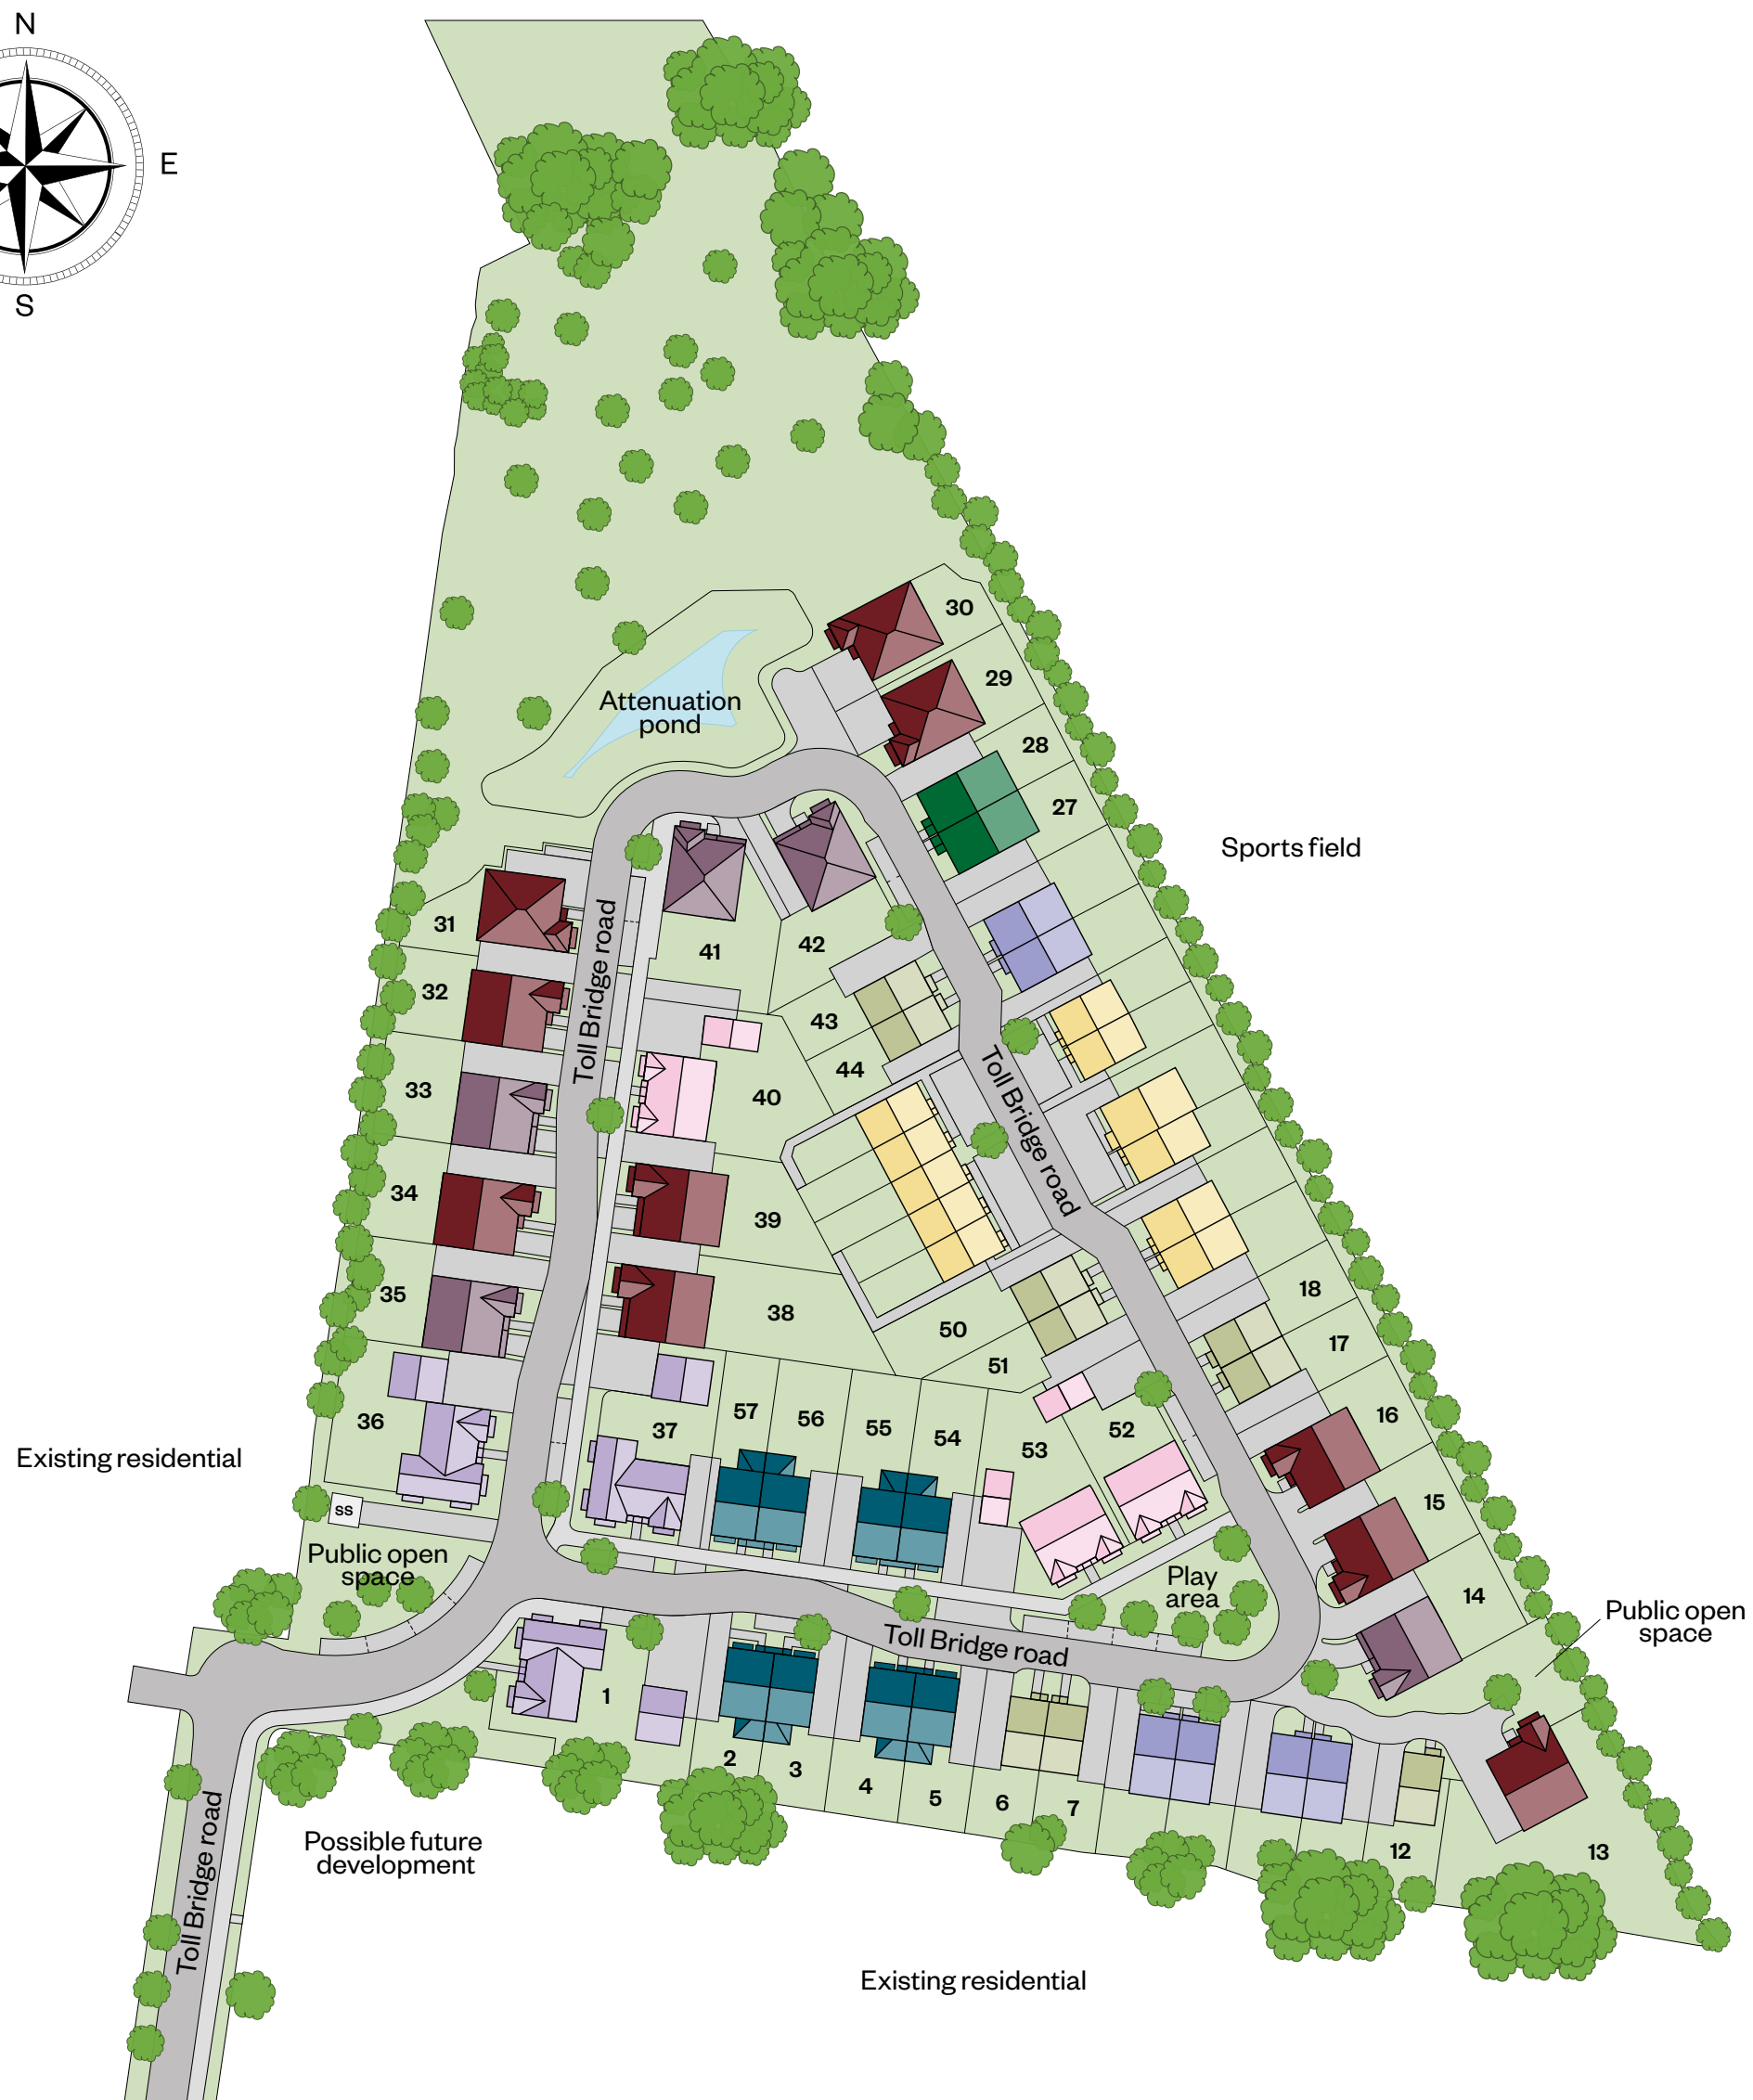 N
E
S
30
29
28
27
Attenuation
pond
Sports field
31
41
42
32
43
Toll Bridge road
44
33
40
Toll Bridge road
34
39
35
38
50
18
51
17
36
37
57
56
55
54
53
52
16
Existing residential
15
ss
Public open
space
Play
area
14
Public open
space
Toll Bridge road
1
2
3
4
5
6
7
12
13
Possible future
development
Toll Bridge road
Existing residential